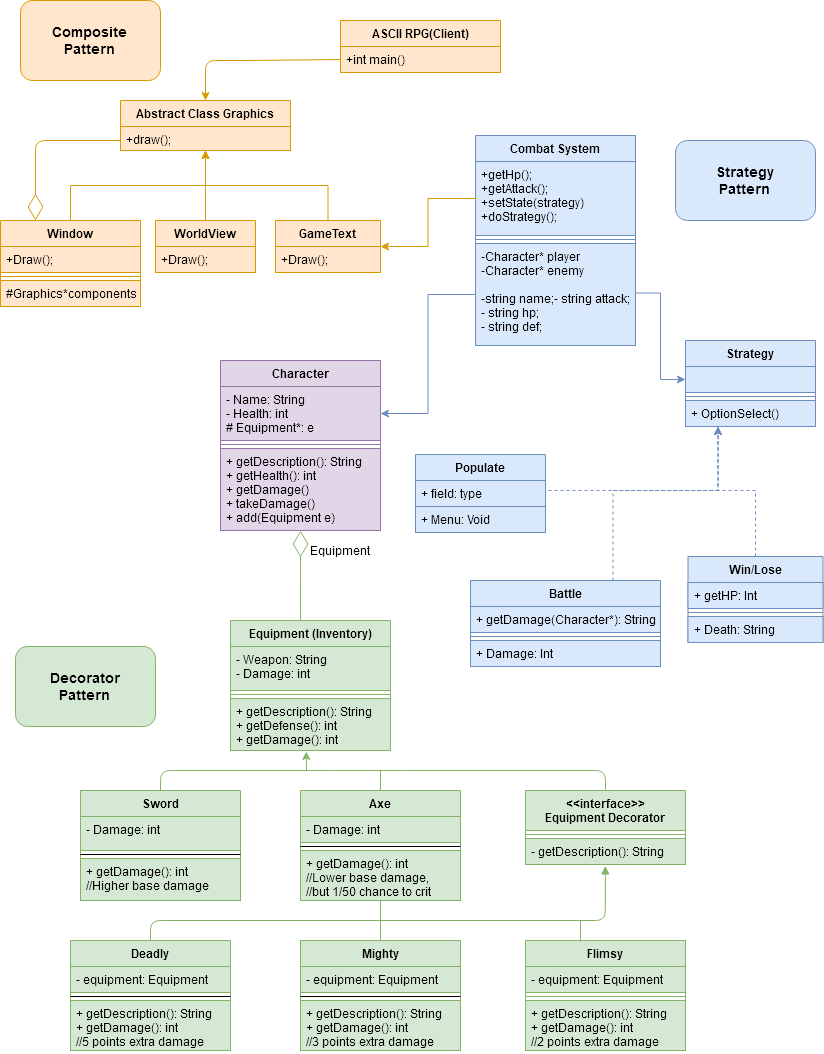 Composite
Pattern
ASCII RPG(Client)
+int main()
Abstract Class Graphics
+draw();
Window
+Draw();
#Graphics*components
WorldView
+Draw();
GameText
+Draw();
Combat System
+getHp();
+getAttack();
+setState(strategy)
+doStrategy();
-Character* player
-Character* enemy
-string name;- string attack;
- string hp;
- string def;
Strategy
Pattern
Strategy
+ OptionSelect()
Character
- Name: String
- Health: int
# Equipment*: e
+ getDescription(): String
+ getHealth(): int
+ getDamage()
+ takeDamage()
+ add(Equipment e)
Populate
+ field: type
+ Menu: Void
Battle
+ getDamage(Character*): String
+ Damage: Int
Win/Lose
+ getHP: Int
+ Death: String
Equipment
Decorator
Pattern
Equipment (Inventory)
- Weapon: String
- Damage: int
+ getDescription(): String
+ getDefense(): int
+ getDamage(): int
Sword
- Damage: int
+ getDamage(): int
//Higher base damage
Axe
- Damage: int
+ getDamage(): int
//Lower base damage,
//but 1/50 chance to crit
<<interface>>
Equipment Decorator
- getDescription(): String
Deadly
- equipment: Equipment
+ getDescription(): String
+ getDamage(): int
//5 points extra damage
Mighty
- equipment: Equipment
+ getDescription(): String
+ getDamage(): int
//3 points extra damage
Flimsy
- equipment: Equipment
+ getDescription(): String
+ getDamage(): int
//2 points extra damage